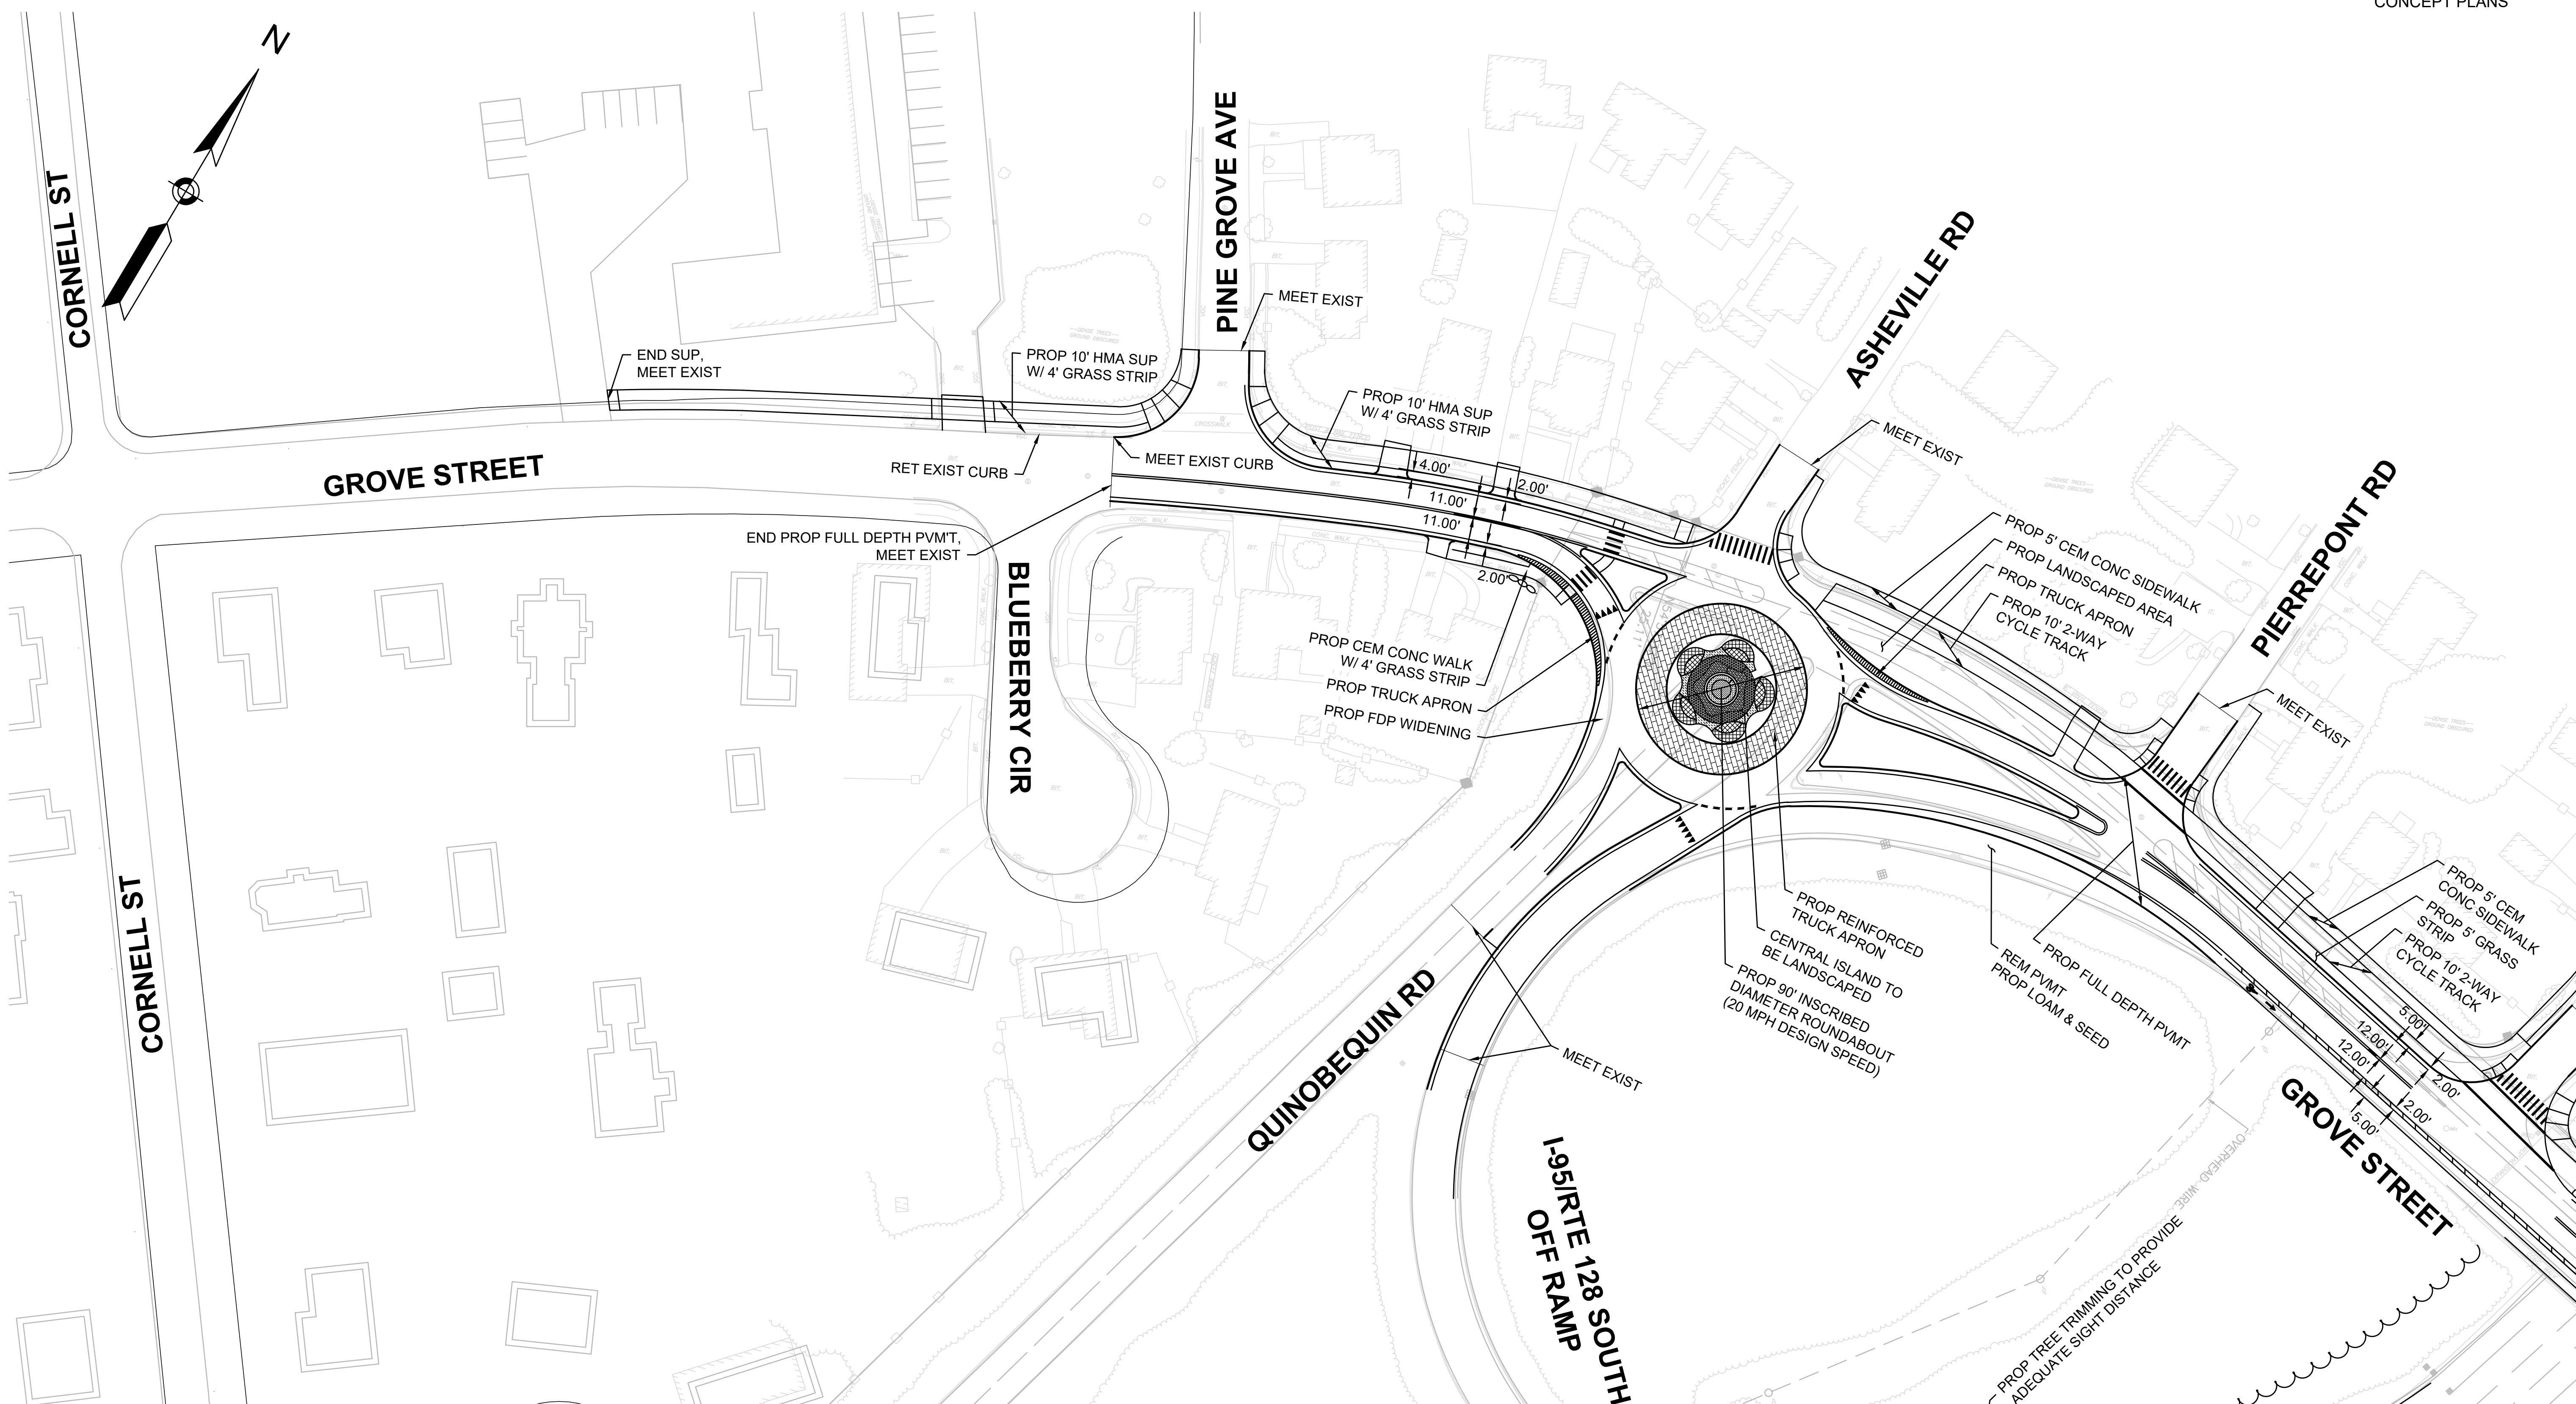 CONCEPT PLANS
N
CORNELL ST
PINE GROVE AVE
ASHEVILLE RD
PIERREPONT RD
MEET EXIST
END SUP,
MEET EXIST
PROP 10' HMA SUP
W/ 4' GRASS STRIP
PROP 10' HMA SUP
W/ 4' GRASS STRIP
MEET EXIST
GROVE STREET
RET EXIST CURB
MEET EXIST CURB
4.00'
2.00'
11.00'
11.00'
2.00'
END PROP FULL DEPTH PVM'T,
MEET EXIST
BLUEBERRY CIR
PROP 5' CEM CONC SIDEWALK
PROP LANDSCAPED AREA
PROP TRUCK APRON
PROP 10' 2-WAY
CYCLE TRACK
PROP CEM CONC WALK
W/ 4' GRASS STRIP
PROP TRUCK APRON
PROP FDP WIDENING
MEET EXIST
CORNELL ST
PROP REINFORCED
TRUCK APRON
CENTRAL ISLAND TO
BE LANDSCAPED
PROP 90' INSCRIBED
DIAMETER ROUNDABOUT
(20 MPH DESIGN SPEED)
PROP FULL DEPTH PVMT
REM PVMT
PROP LOAM & SEED
PROP 5' CEM
CONC SIDEWALK
PROP 5' GRASS
STRIP
PROP 10' 2-WAY
CYCLE TRACK
5.00'
12.00'
12.00'
2.00'
2.00'
5.00'
QUINOBEQUIN RD
MEET EXIST
GROVE STREET
OVERHEAD WIRE
I-95/RTE 128 SOUTH
OFF RAMP
PROP TREE TRIMMING TO PROVIDE
ADEQUATE SIGHT DISTANCE